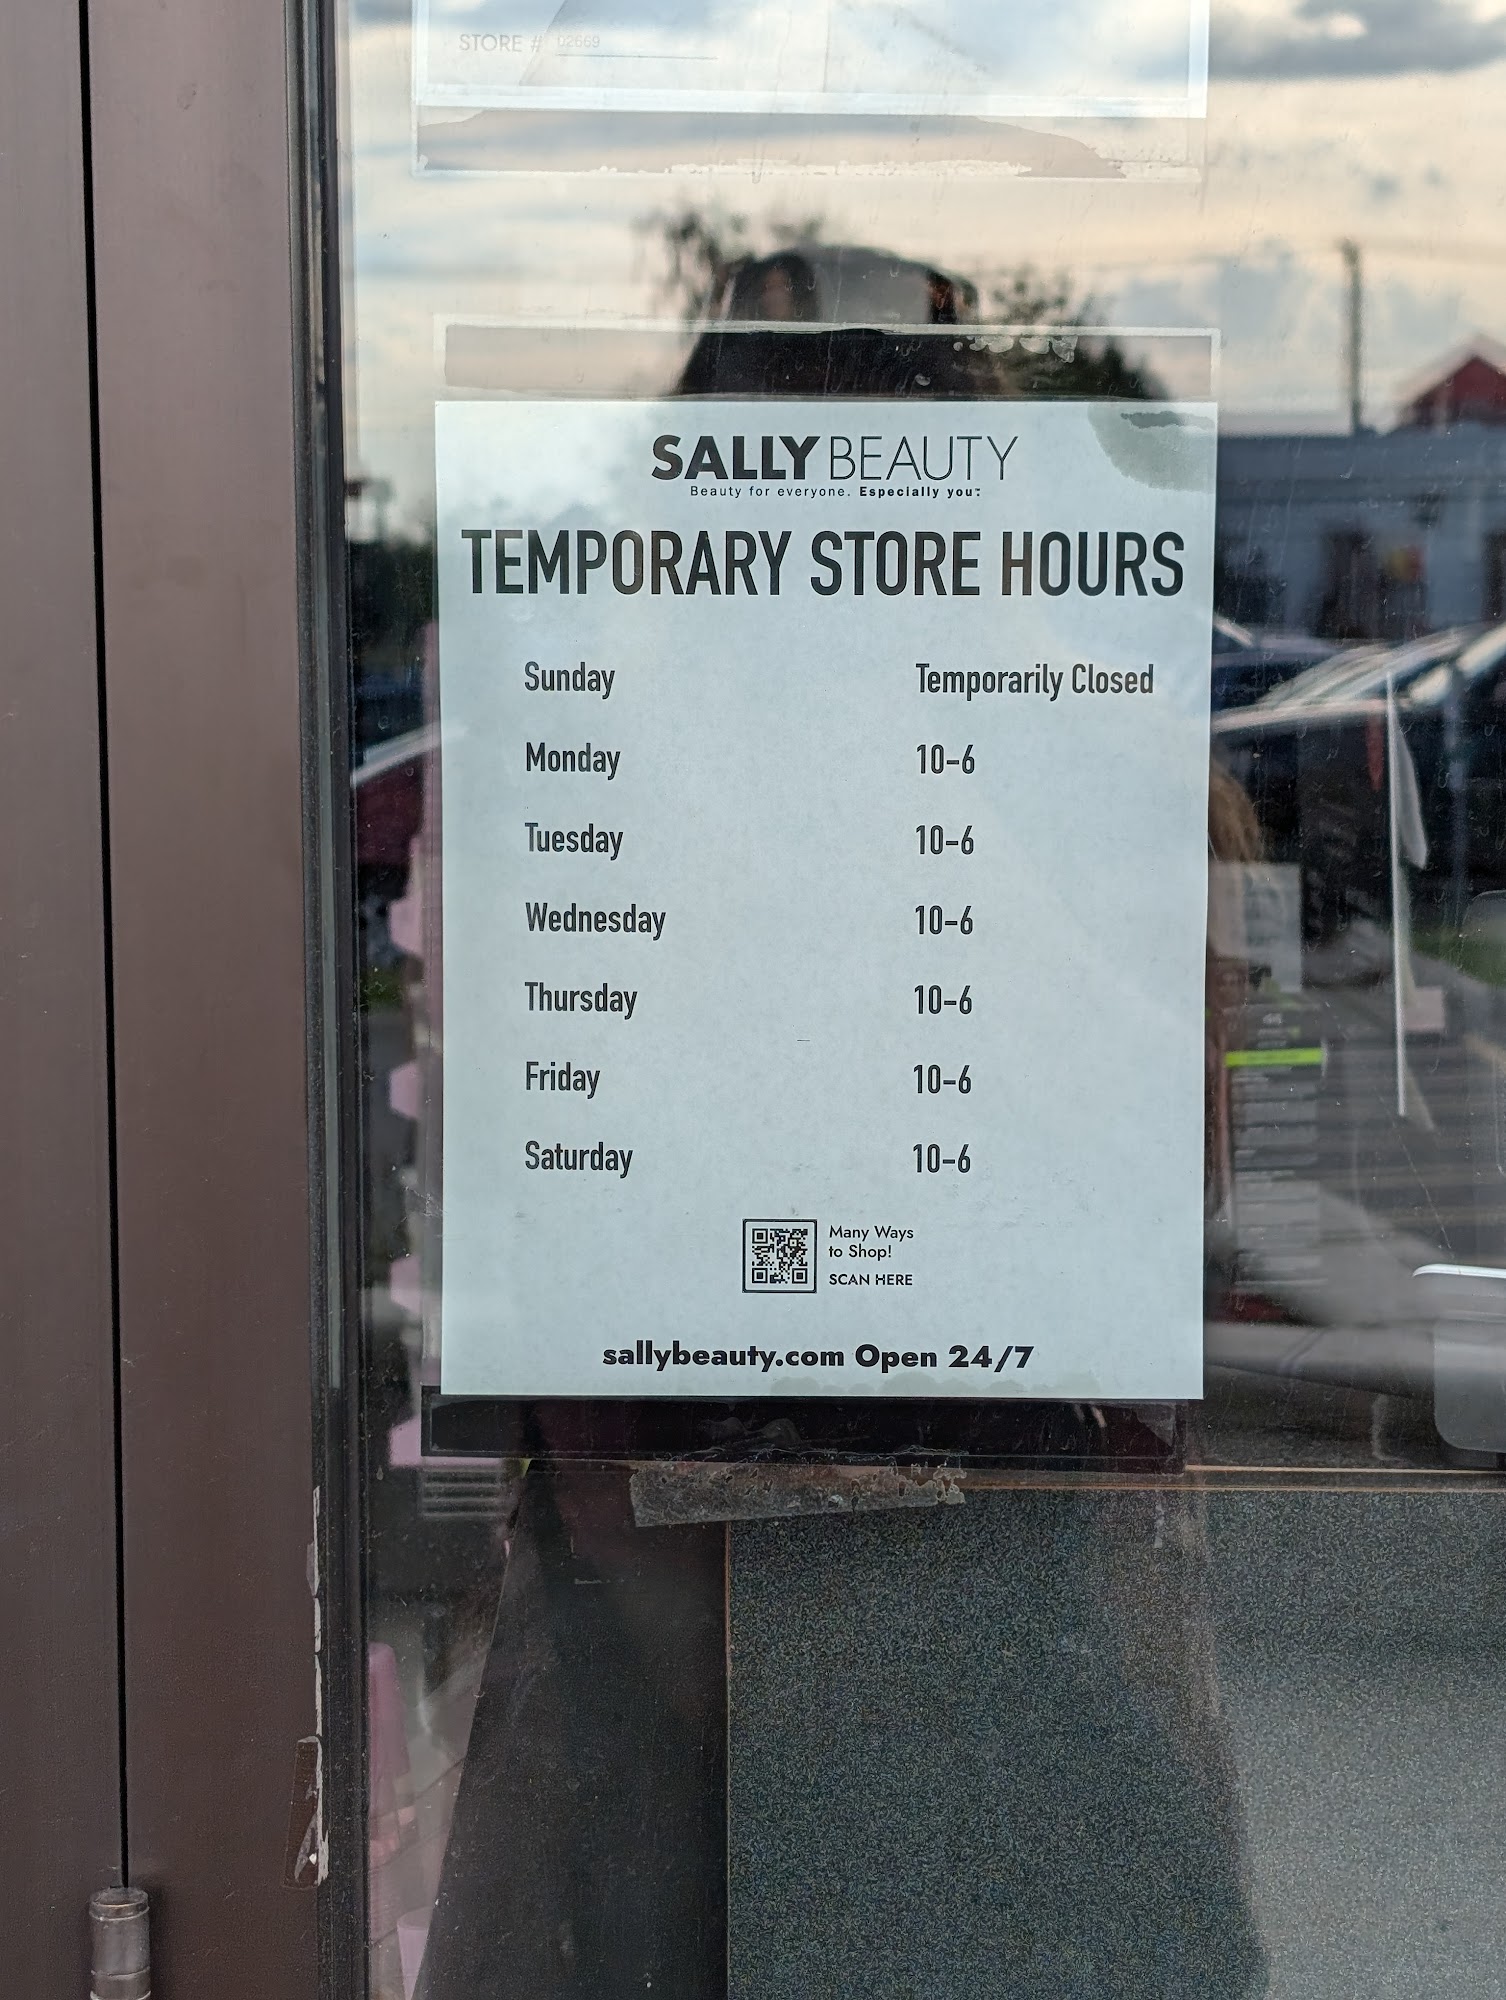 STORE # 02669
SALLY BEAUTY
Beauty for everyone. Especially you.
TEMPORARY STORE HOURS
Sunday Temporarily Closed
Monday 10-6
Tuesday 10-6
Wednesday 10-6
Thursday 10-6
Friday 10-6
Saturday 10-6
Many Ways
to Shop!
SCAN HERE
sallybeauty.com Open 24/7